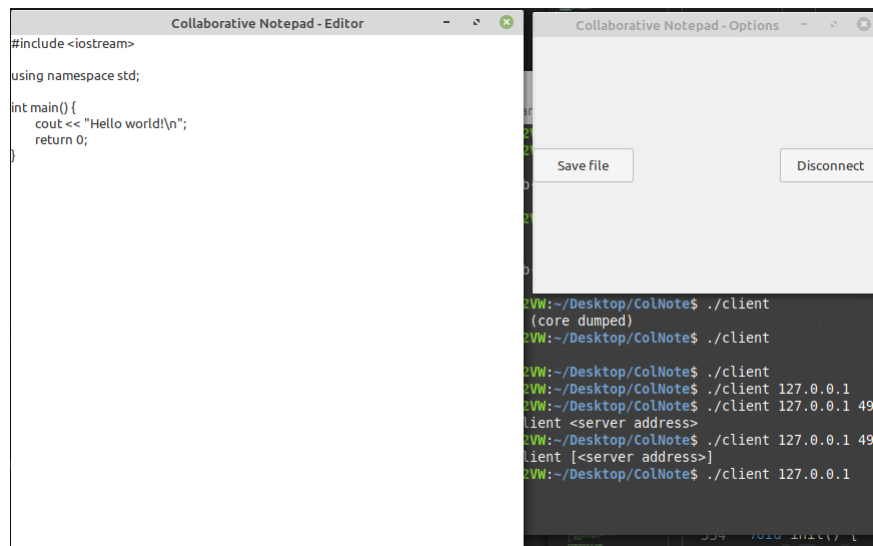 Collaborative Notepad - Editor
#include <iostream>
using namespace std;
int main() {
cout << "Hello world!\n";
return 0;
}
Collaborative Notepad - Options
Save file
Disconnect
2VW:~/Desktop/ColNote$ ./client
(core dumped)
2VW:~/Desktop/ColNote$ ./client
2VW:~/Desktop/ColNote$ ./client
2VW:~/Desktop/ColNote$ ./client 127.0.0.1
2VW:~/Desktop/ColNote$ ./client 127.0.0.1 49
lient <server address>
2VW:~/Desktop/ColNote$ ./client 127.0.0.1 49
lient [<server address>]
2VW:~/Desktop/ColNote$ ./client 127.0.0.1
void init() {